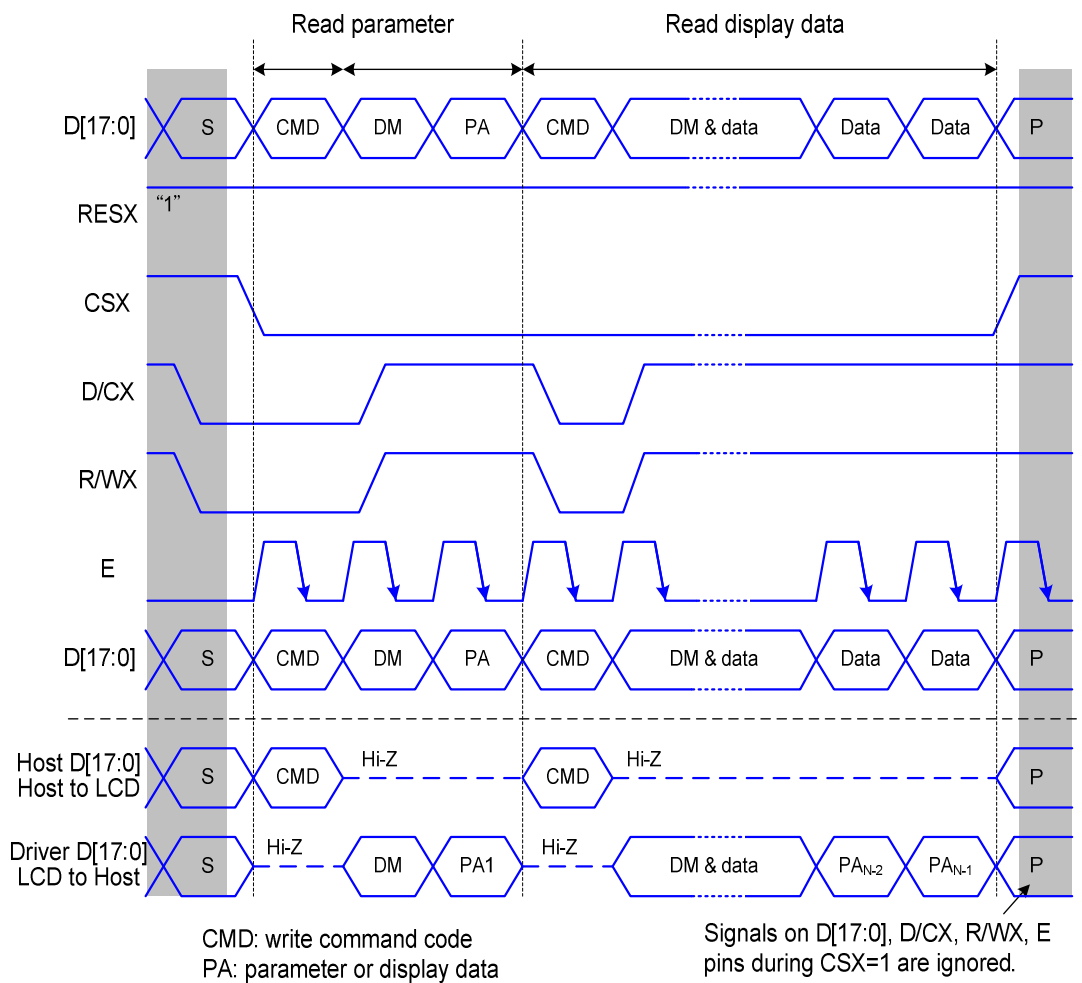 Read parameter Read display data
D[17:0] S CMD DM PA CMD DM & data Data Data P
RESX “1”
CSX
D/CX
R/WX
E
D[17:0] S CMD DM PA CMD DM & data Data Data P
Host D[17:0]
Host to LCD
S CMD Hi-Z CMD Hi-Z P
Driver D[17:0]
LCD to Host
S Hi-Z DM PA1 Hi-Z DM & data PAN-2 PAN-1 P
CMD: write command code
PA: parameter or display data
Signals on D[17:0], D/CX, R/WX, E
pins during CSX=1 are ignored.